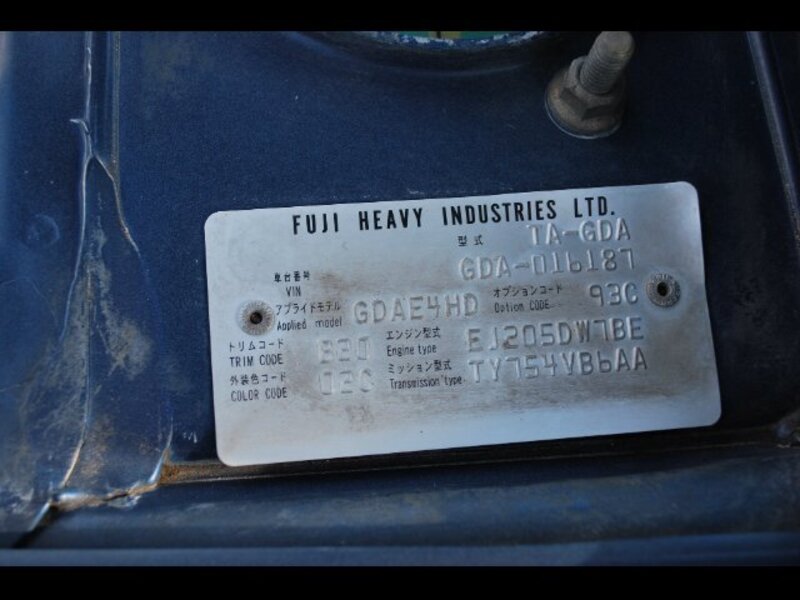 FUJI HEAVY INDUSTRIES LTD.
型式 TA-GDA
車台番号 VIN GDA-016187
アプライドモデル Applied model GDAE4HD オプションコード Option CODE 93C
トリムコード TRIM CODE B20 エンジン型式 Engine type EJ205DW7BE
外装色コード COLOR CODE 02C ミッション型式 Transmission type TY754VB6AA